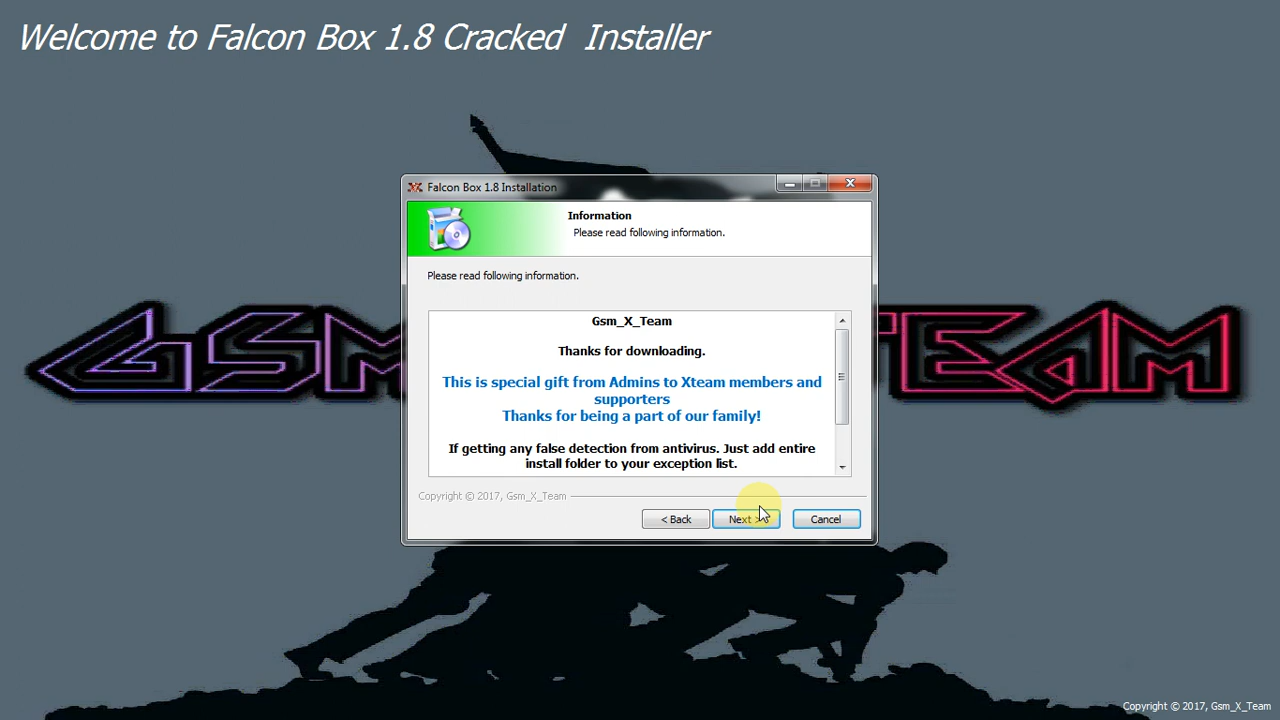 Welcome to Falcon Box 1.8 Cracked Installer
Falcon Box 1.8 Installation
Information
Please read following information.
Please read following information.
Gsm_X_Team
Thanks for downloading.
This is special gift from Admins to Xteam members and
supporters
Thanks for being a part of our family!
If getting any false detection from antivirus. Just add entire
install folder to your exception list.
Copyright © 2017, Gsm_X_Team
< Back
Next >
Cancel
GSM
TEAM
Copyright © 2017, Gsm_X_Team